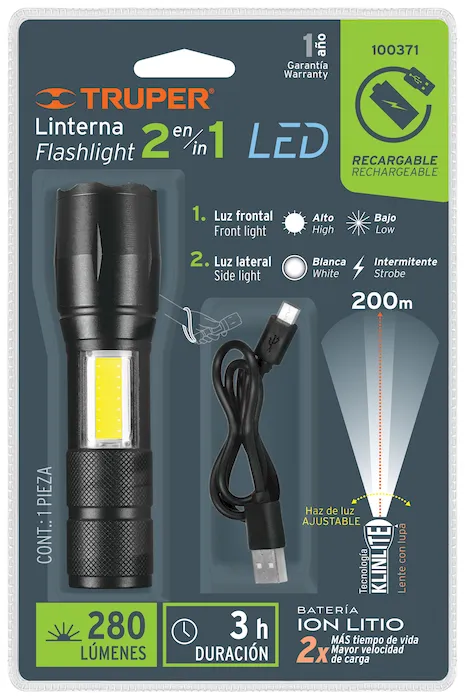 1 año
Garantía
Warranty
100371
RECARGABLE
RECHARGEABLE
TRUPER®
Linterna
Flashlight
2 en/in 1 LED
1. Luz frontal
Front light
Alto
High
Bajo
Low
2. Luz lateral
Side light
Blanca
White
Intermitente
Strobe
200m
Haz de luz
AJUSTABLE
Tecnología
KLINLITE
Lente con lupa
CONT.: 1 PIEZA
280
LÚMENES
3 h
DURACIÓN
BATERÍA
ION LITIO
2x MÁS tiempo de vida
Mayor velocidad
de carga